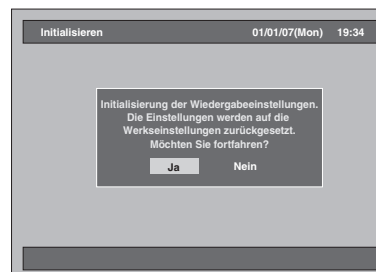 Initialisieren 01/01/07(Mon) 19:34
Initialisierung der Wiedergabeeinstellungen.
Die Einstellungen werden auf die
Werkseinstellungen zurückgesetzt.
Möchten Sie fortfahren?
Ja Nein